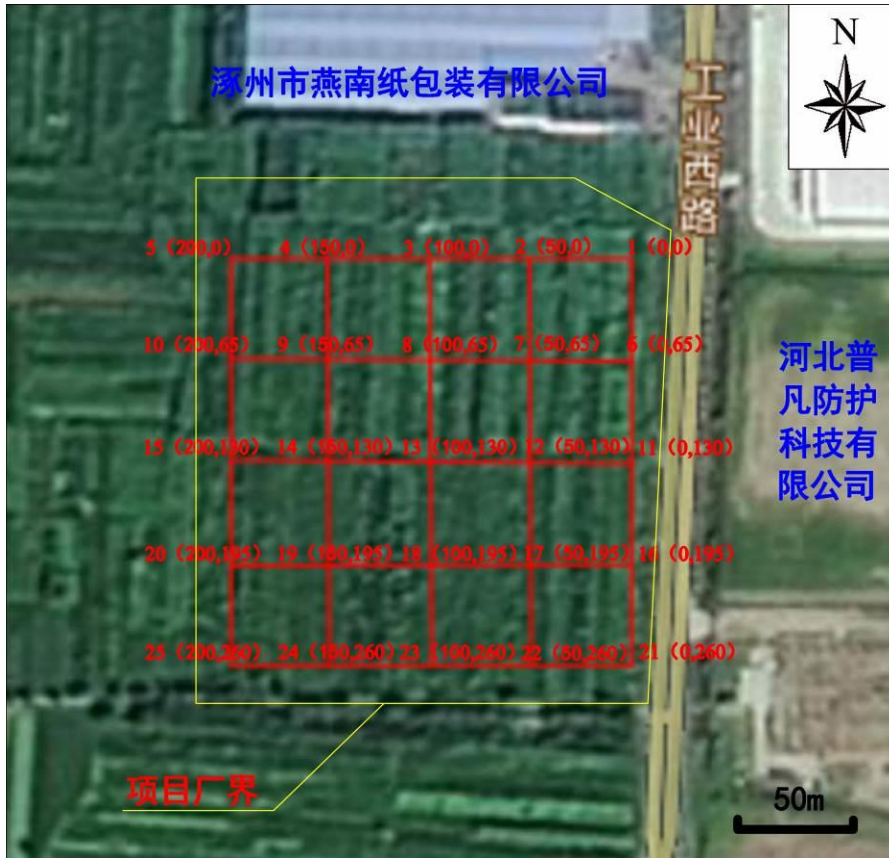 N
涿州市燕南纸包装有限公司
工业西路
5（200,0） 4（150,0） 3（100,0） 2（50,0） 1（0,0）
10（200,65） 9（150,65） 8（100,65） 7（50,65） 6（0,65）
河北普
凡防护
科技有
限公司
15（200,130） 14（150,130） 13（100,130） 12（50,130） 11（0,130）
20（200,195） 19（150,195） 18（100,195） 17（50,195） 16（0,195）
25（200,260） 24（150,260） 23（100,260） 22（50,260） 21（0,260）
项目厂界
50m